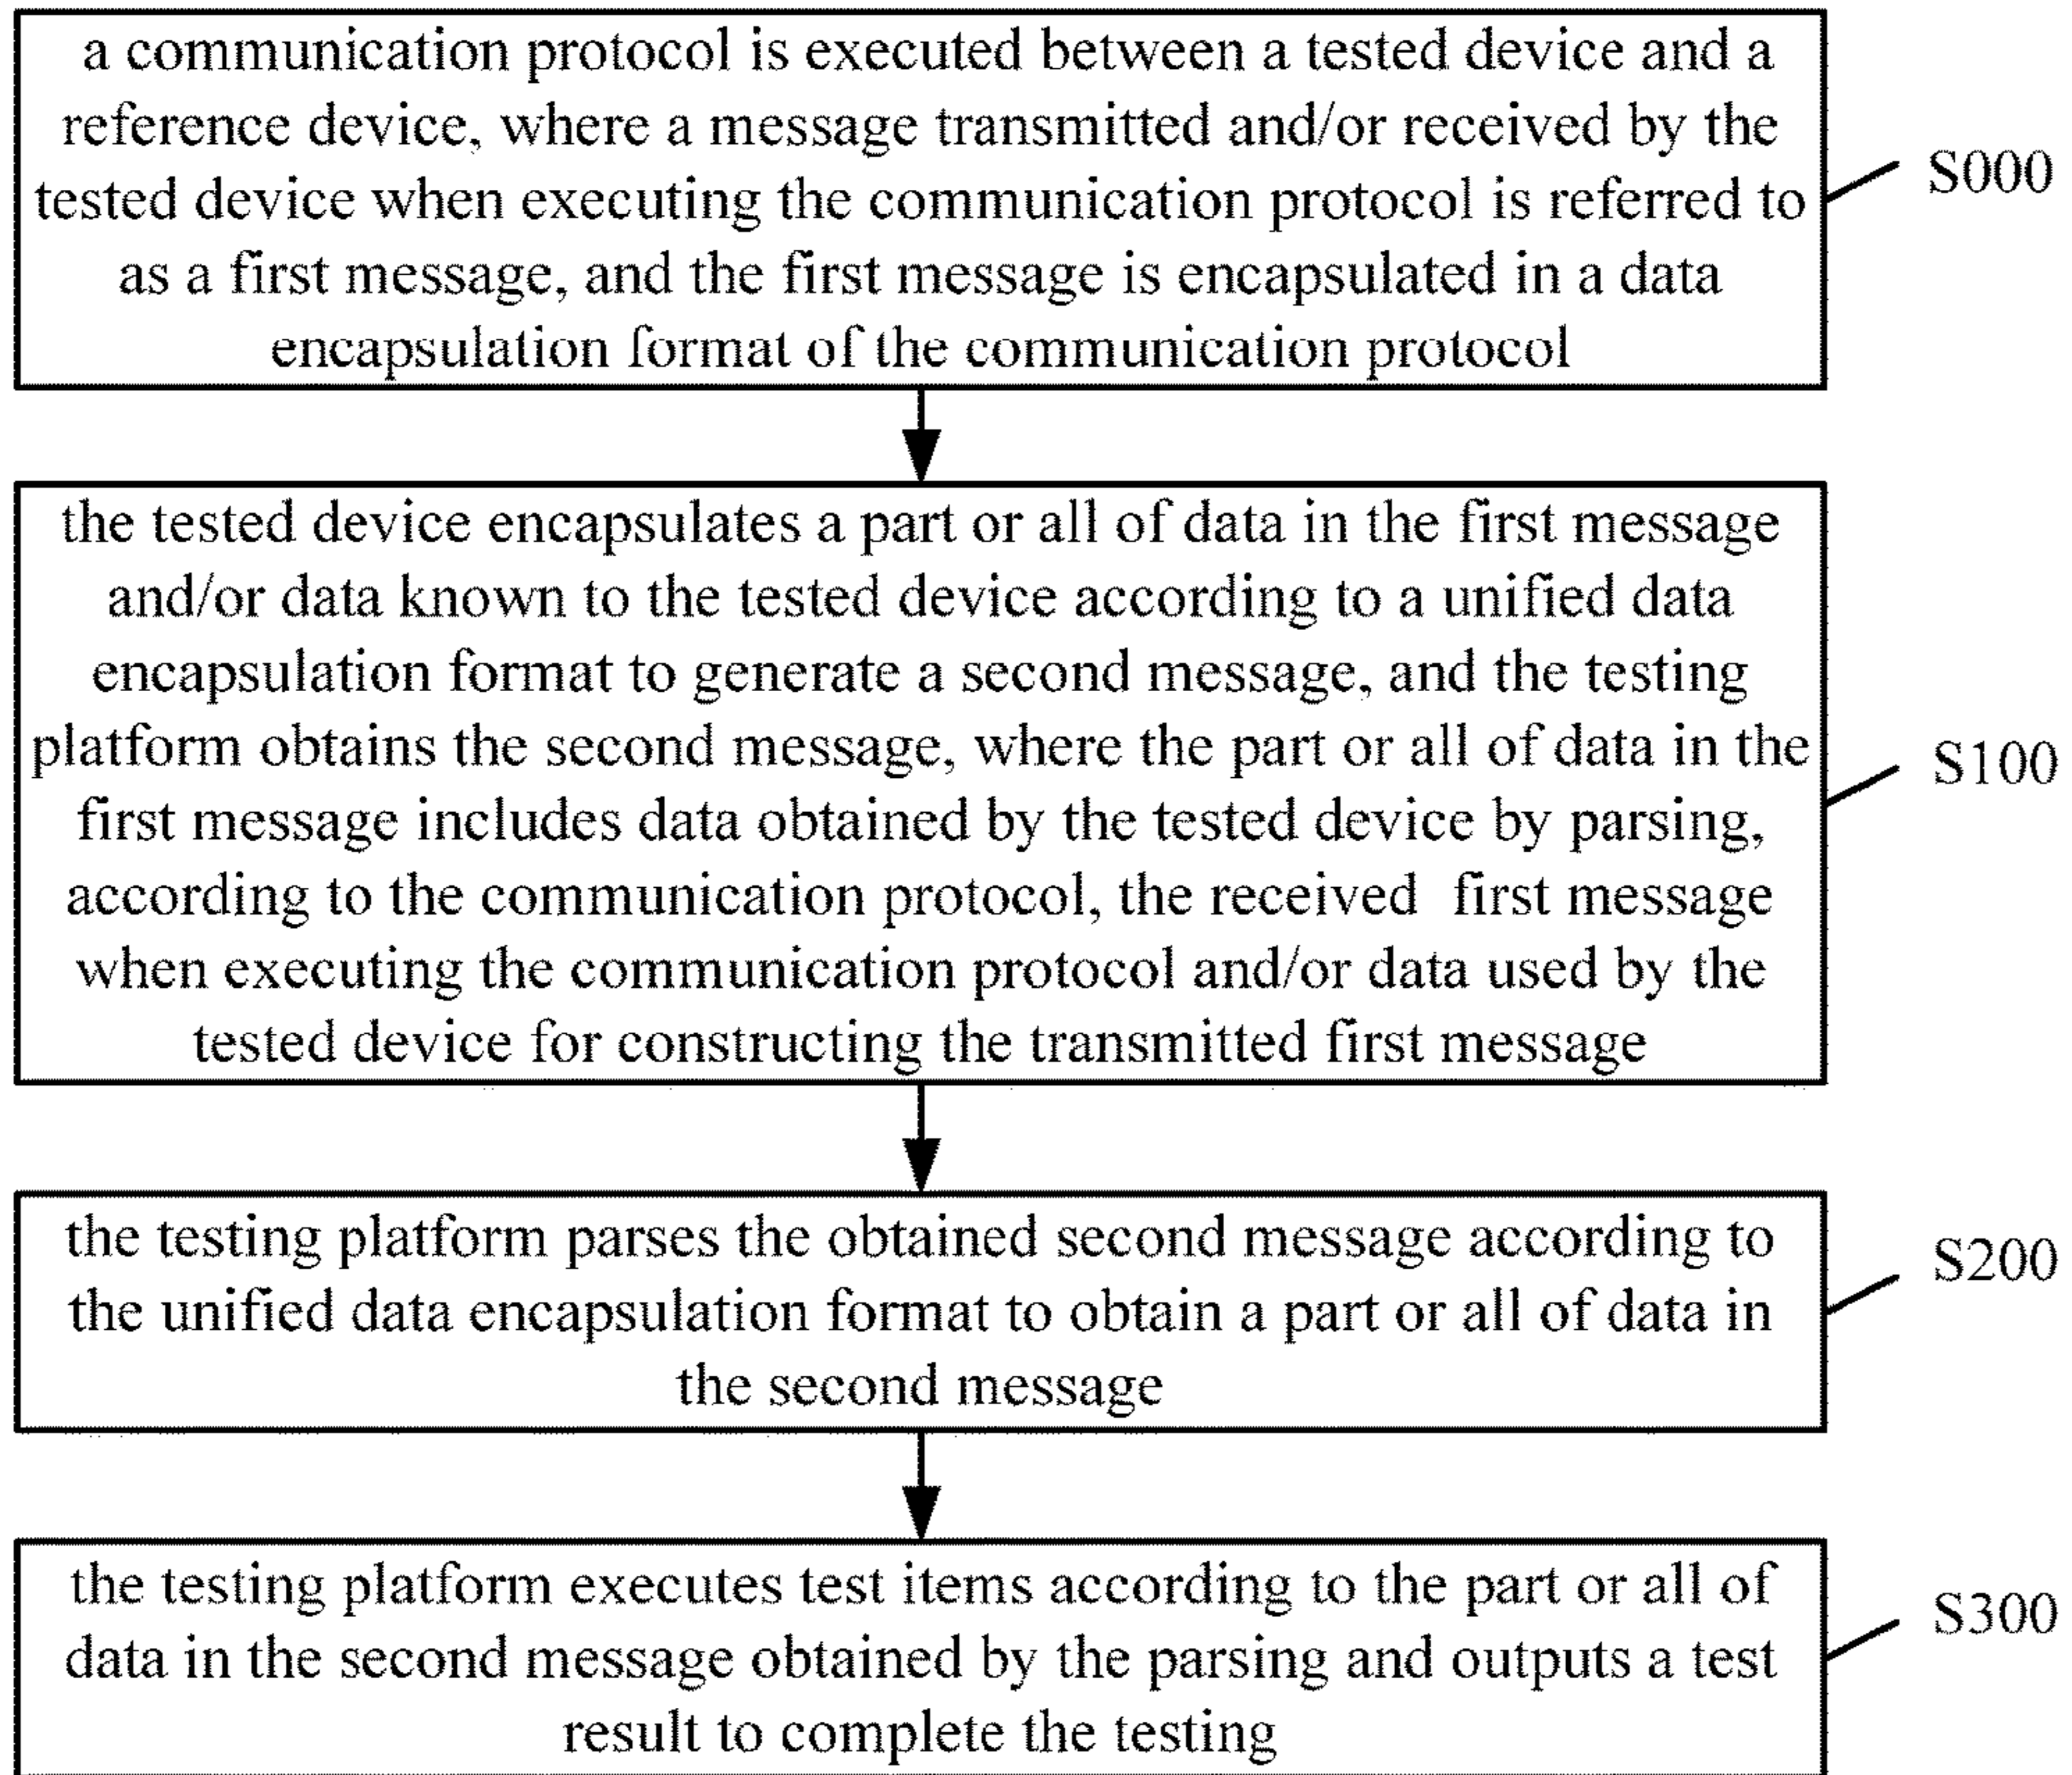 a communication protocol is executed between a tested device and a
reference device, where a message transmitted and/or received by the
tested device when executing the communication protocol is referred to
as a first message, and the first message is encapsulated in a data
encapsulation format of the communication protocol
S000
the tested device encapsulates a part or all of data in the first message
and/or data known to the tested device according to a unified data
encapsulation format to generate a second message, and the testing
platform obtains the second message, where the part or all of data in the
first message includes data obtained by the tested device by parsing,
according to the communication protocol, the received first message
when executing the communication protocol and/or data used by the
tested device for constructing the transmitted first message
S100
the testing platform parses the obtained second message according to
the unified data encapsulation format to obtain a part or all of data in
the second message
S200
the testing platform executes test items according to the part or all of
data in the second message obtained by the parsing and outputs a test
result to complete the testing
S300